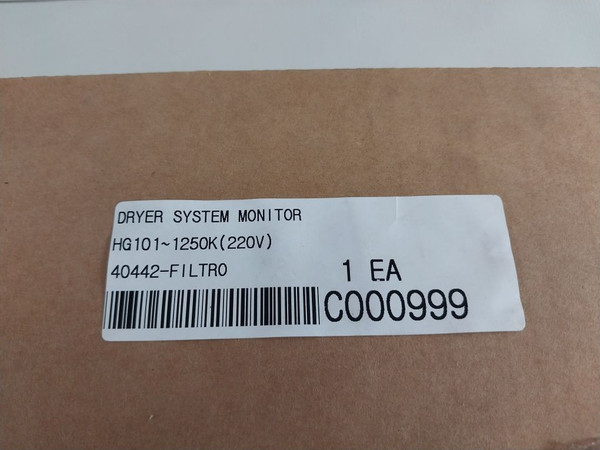 DRYER SYSTEM MONITOR
HG101~1250K(220V)
40442-FILTRO
1 EA
C000999